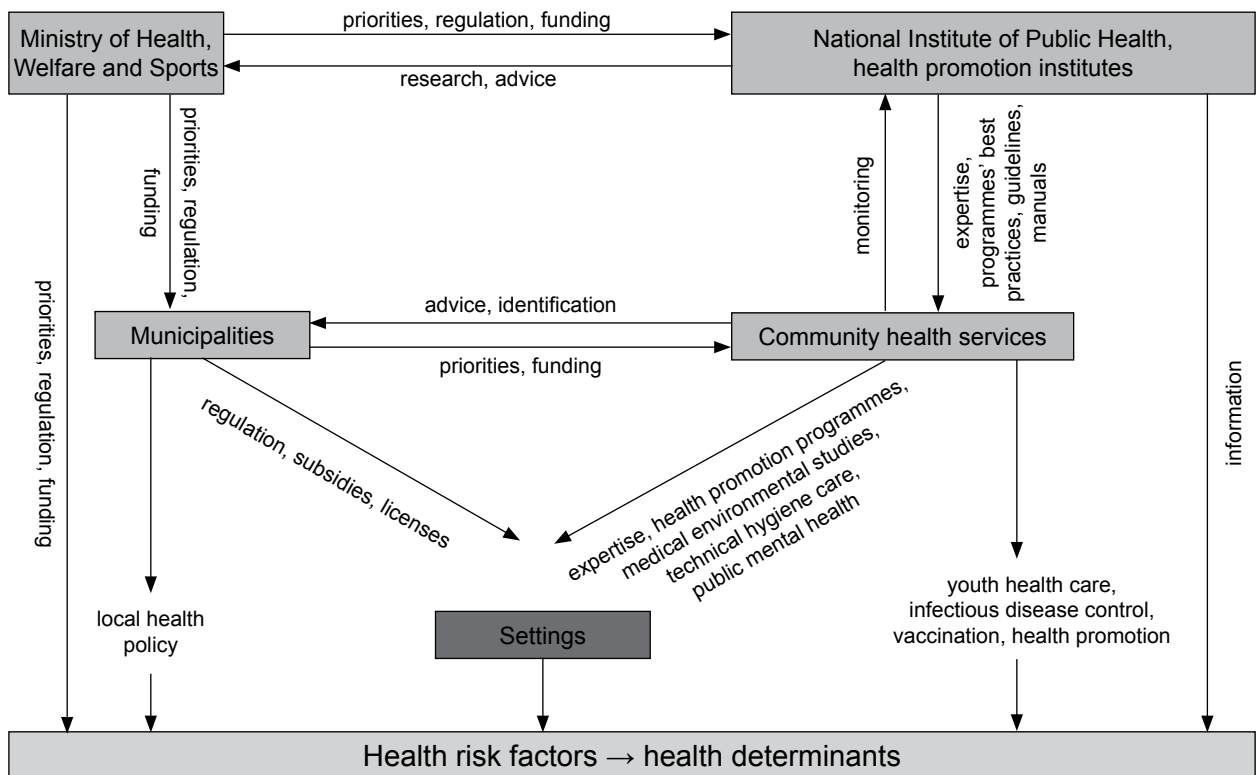 Ministry of Health,
Welfare and Sports
priorities, regulation, funding
research, advice
National Institute of Public Health,
health promotion institutes
priorities, regulation,
funding
monitoring
expertise,
programmes' best
practices, guidelines,
manuals
priorities, regulation, funding
Municipalities
advice, identification
priorities, funding
Community health services
information
regulation, subsidies, licenses
expertise, health promotion programmes,
medical environmental studies,
technical hygiene care,
public mental health
local health
policy
Settings
youth health care,
infectious disease control,
vaccination, health promotion
Health risk factors → health determinants